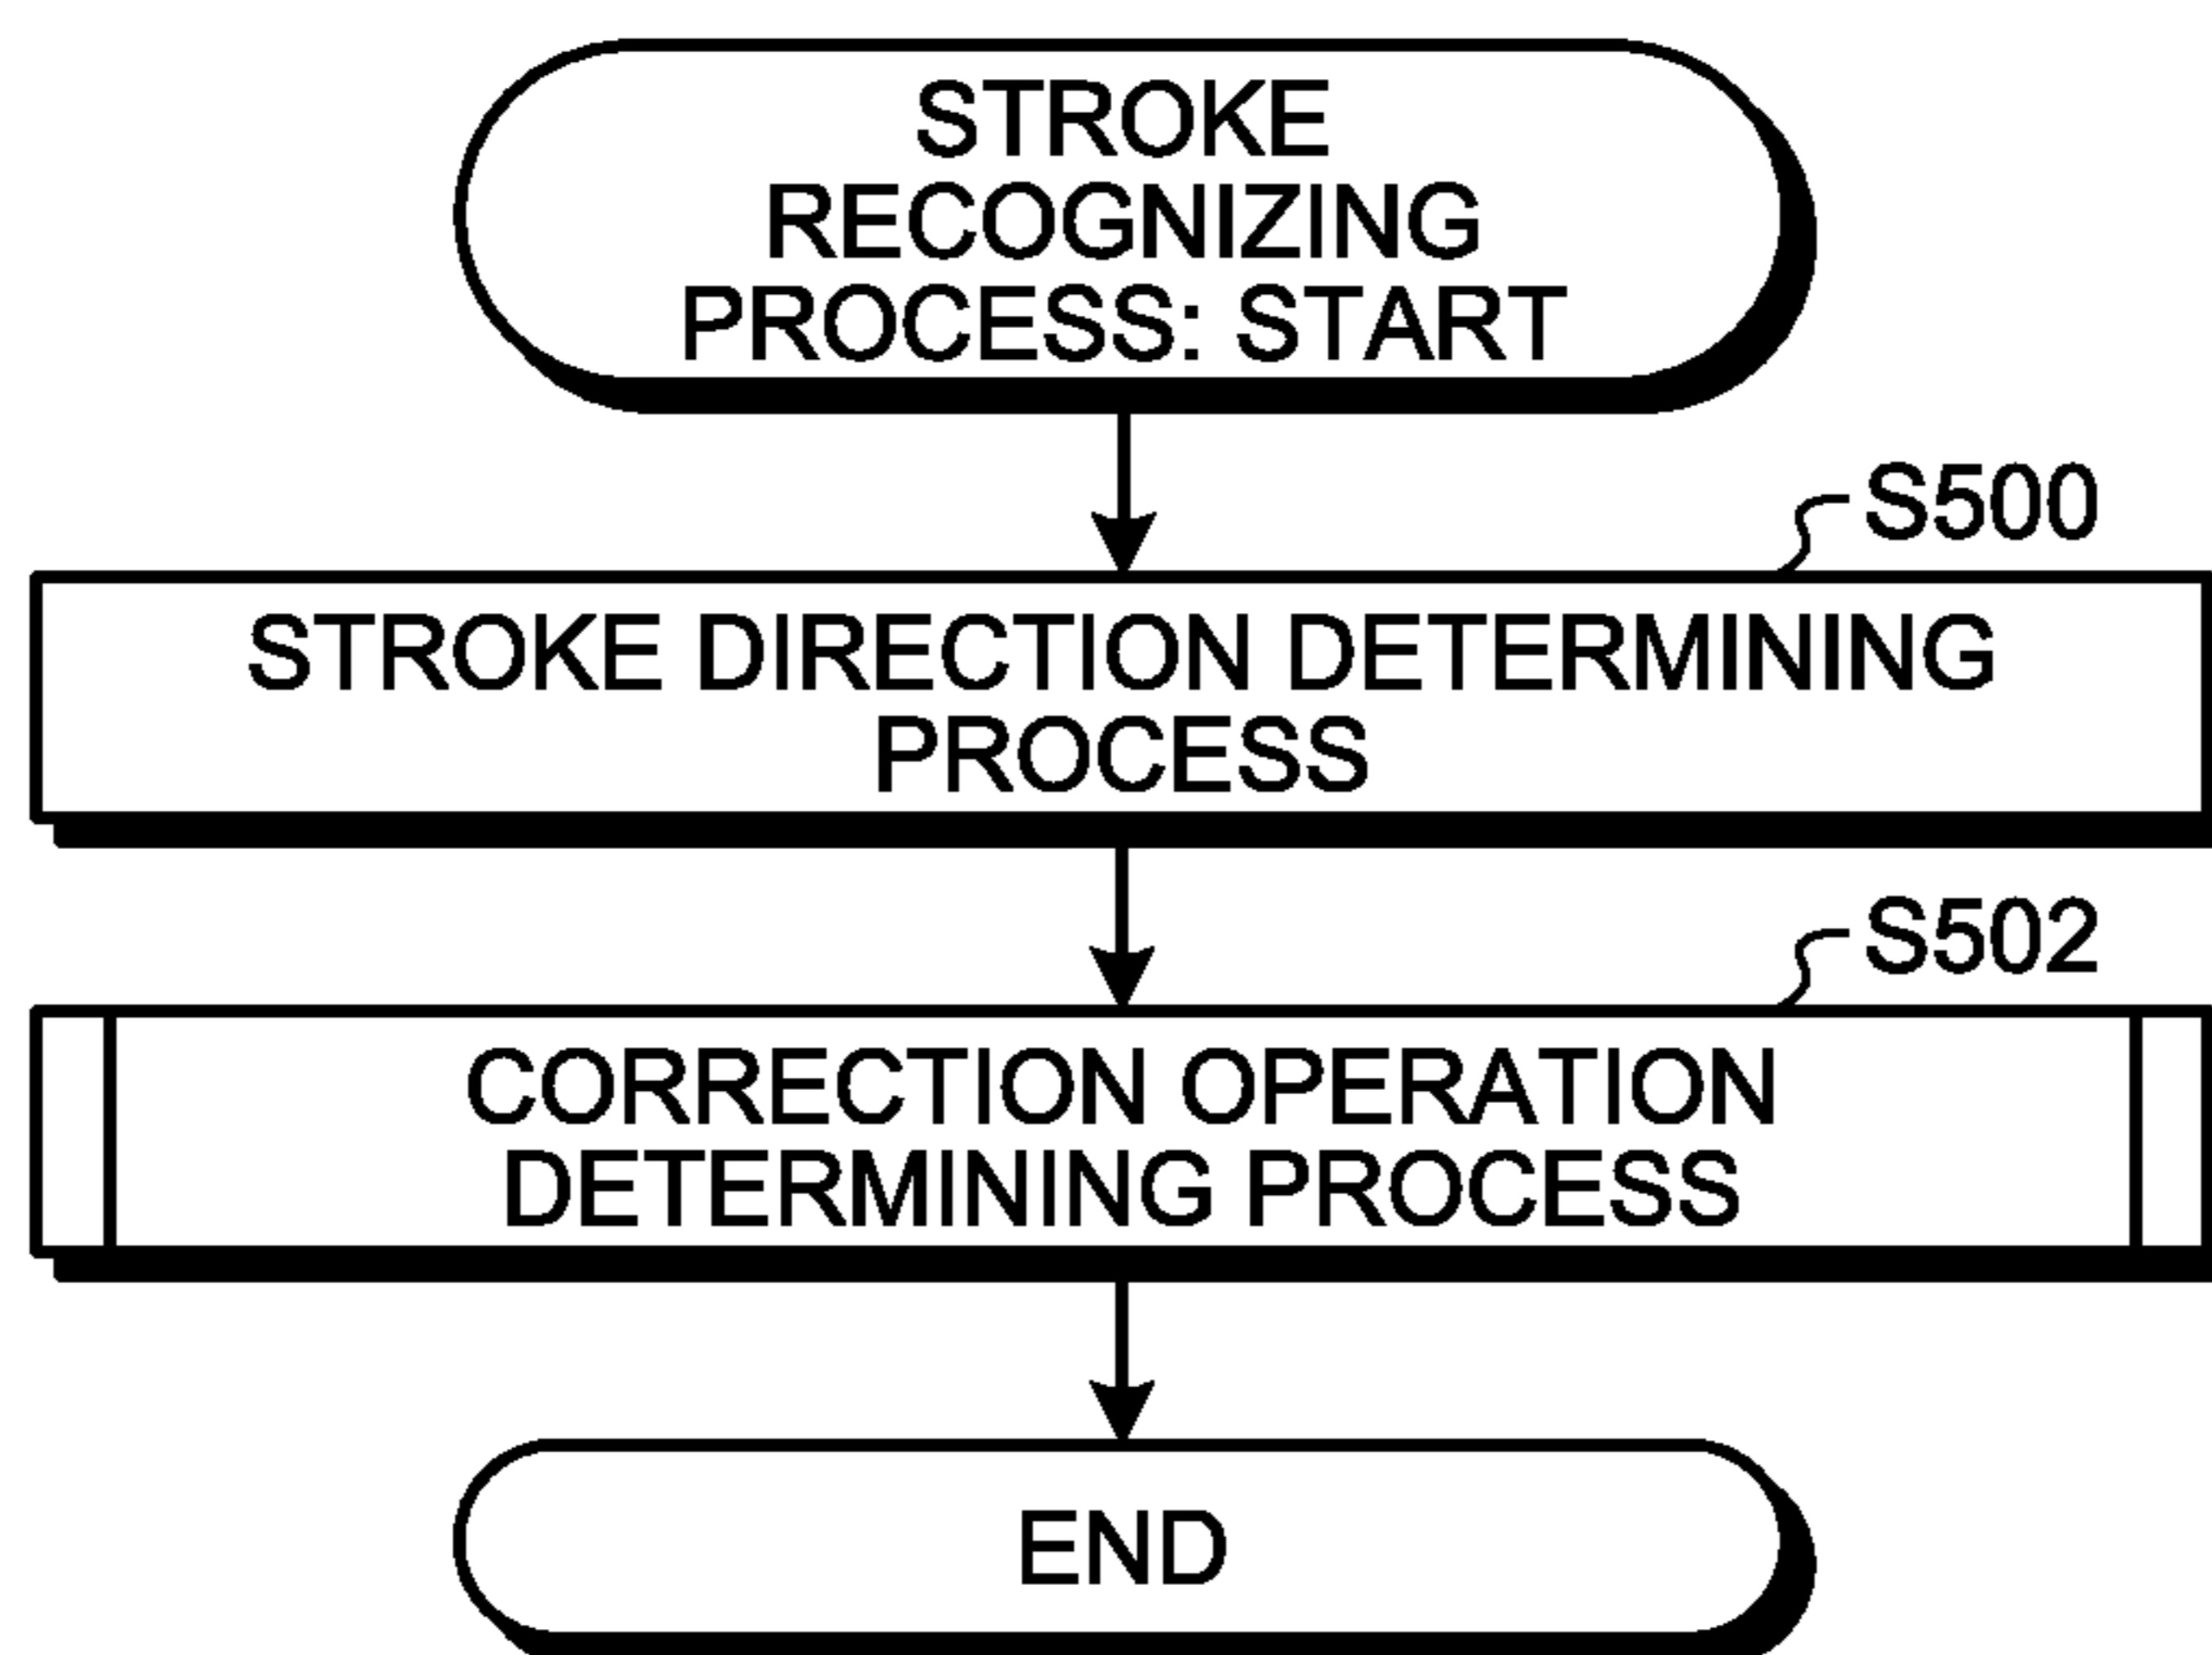 STROKE
RECOGNIZING
PROCESS: START
S500
STROKE DIRECTION DETERMINING
PROCESS
S502
CORRECTION OPERATION
DETERMINING PROCESS
END